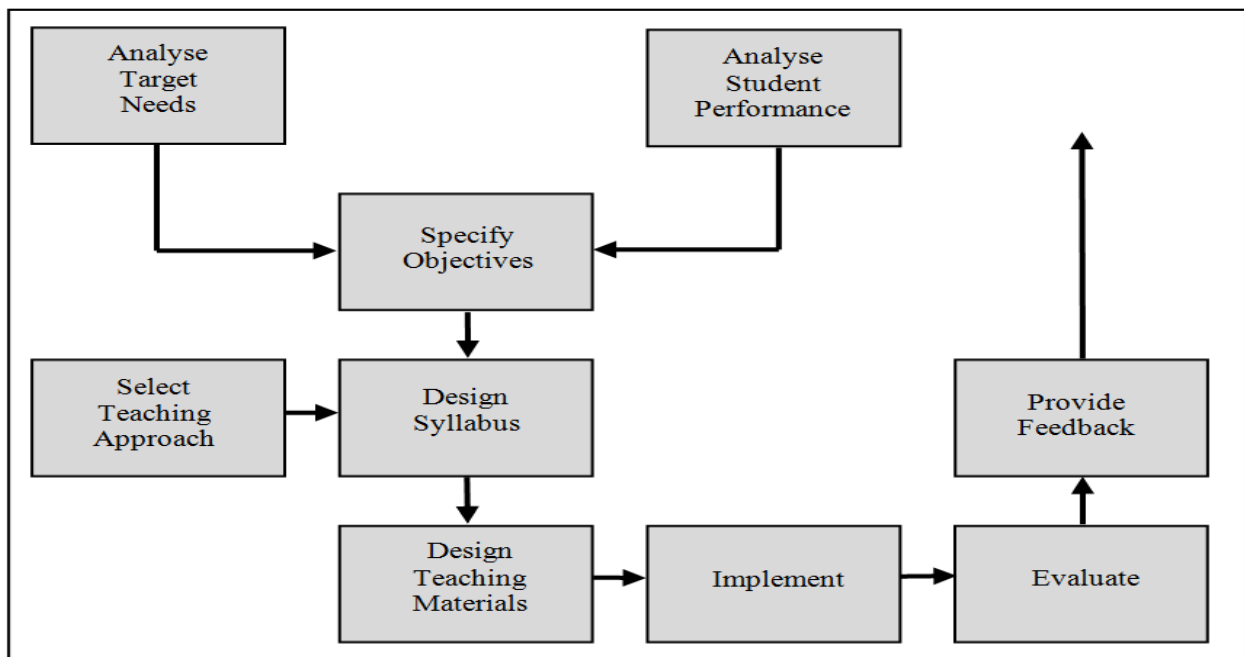 Analyse
Target
Needs
Analyse
Student
Performance
Specify
Objectives
Select
Teaching
Approach
Design
Syllabus
Provide
Feedback
Design
Teaching
Materials
Implement
Evaluate